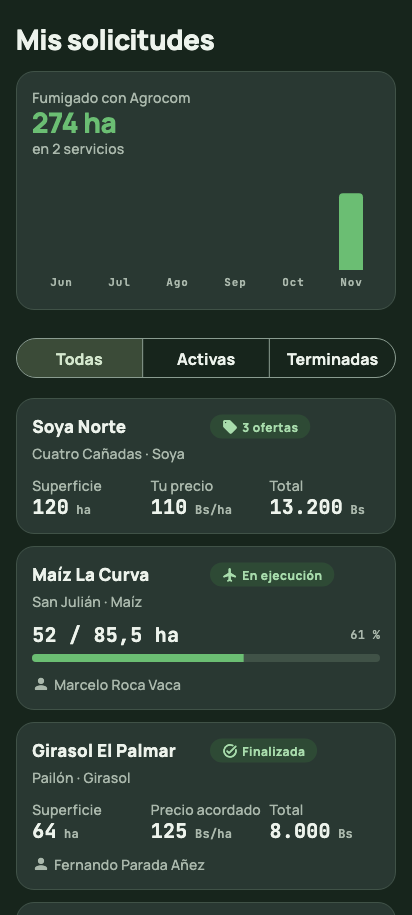 Mis solicitudes
Fumigado con Agrocom
274 ha
en 2 servicios
Jun Jul Ago Sep Oct Nov
Todas Activas Terminadas
Soya Norte 3 ofertas
Cuatro Cañadas · Soya
Superficie Tu precio Total
120 ha 110 Bs/ha 13.200 Bs
Maíz La Curva En ejecución
San Julián · Maíz
52 / 85,5 ha 61 %
Marcelo Roca Vaca
Girasol El Palmar Finalizada
Pailón · Girasol
Superficie Precio acordado Total
64 ha 125 Bs/ha 8.000 Bs
Fernando Parada Añez